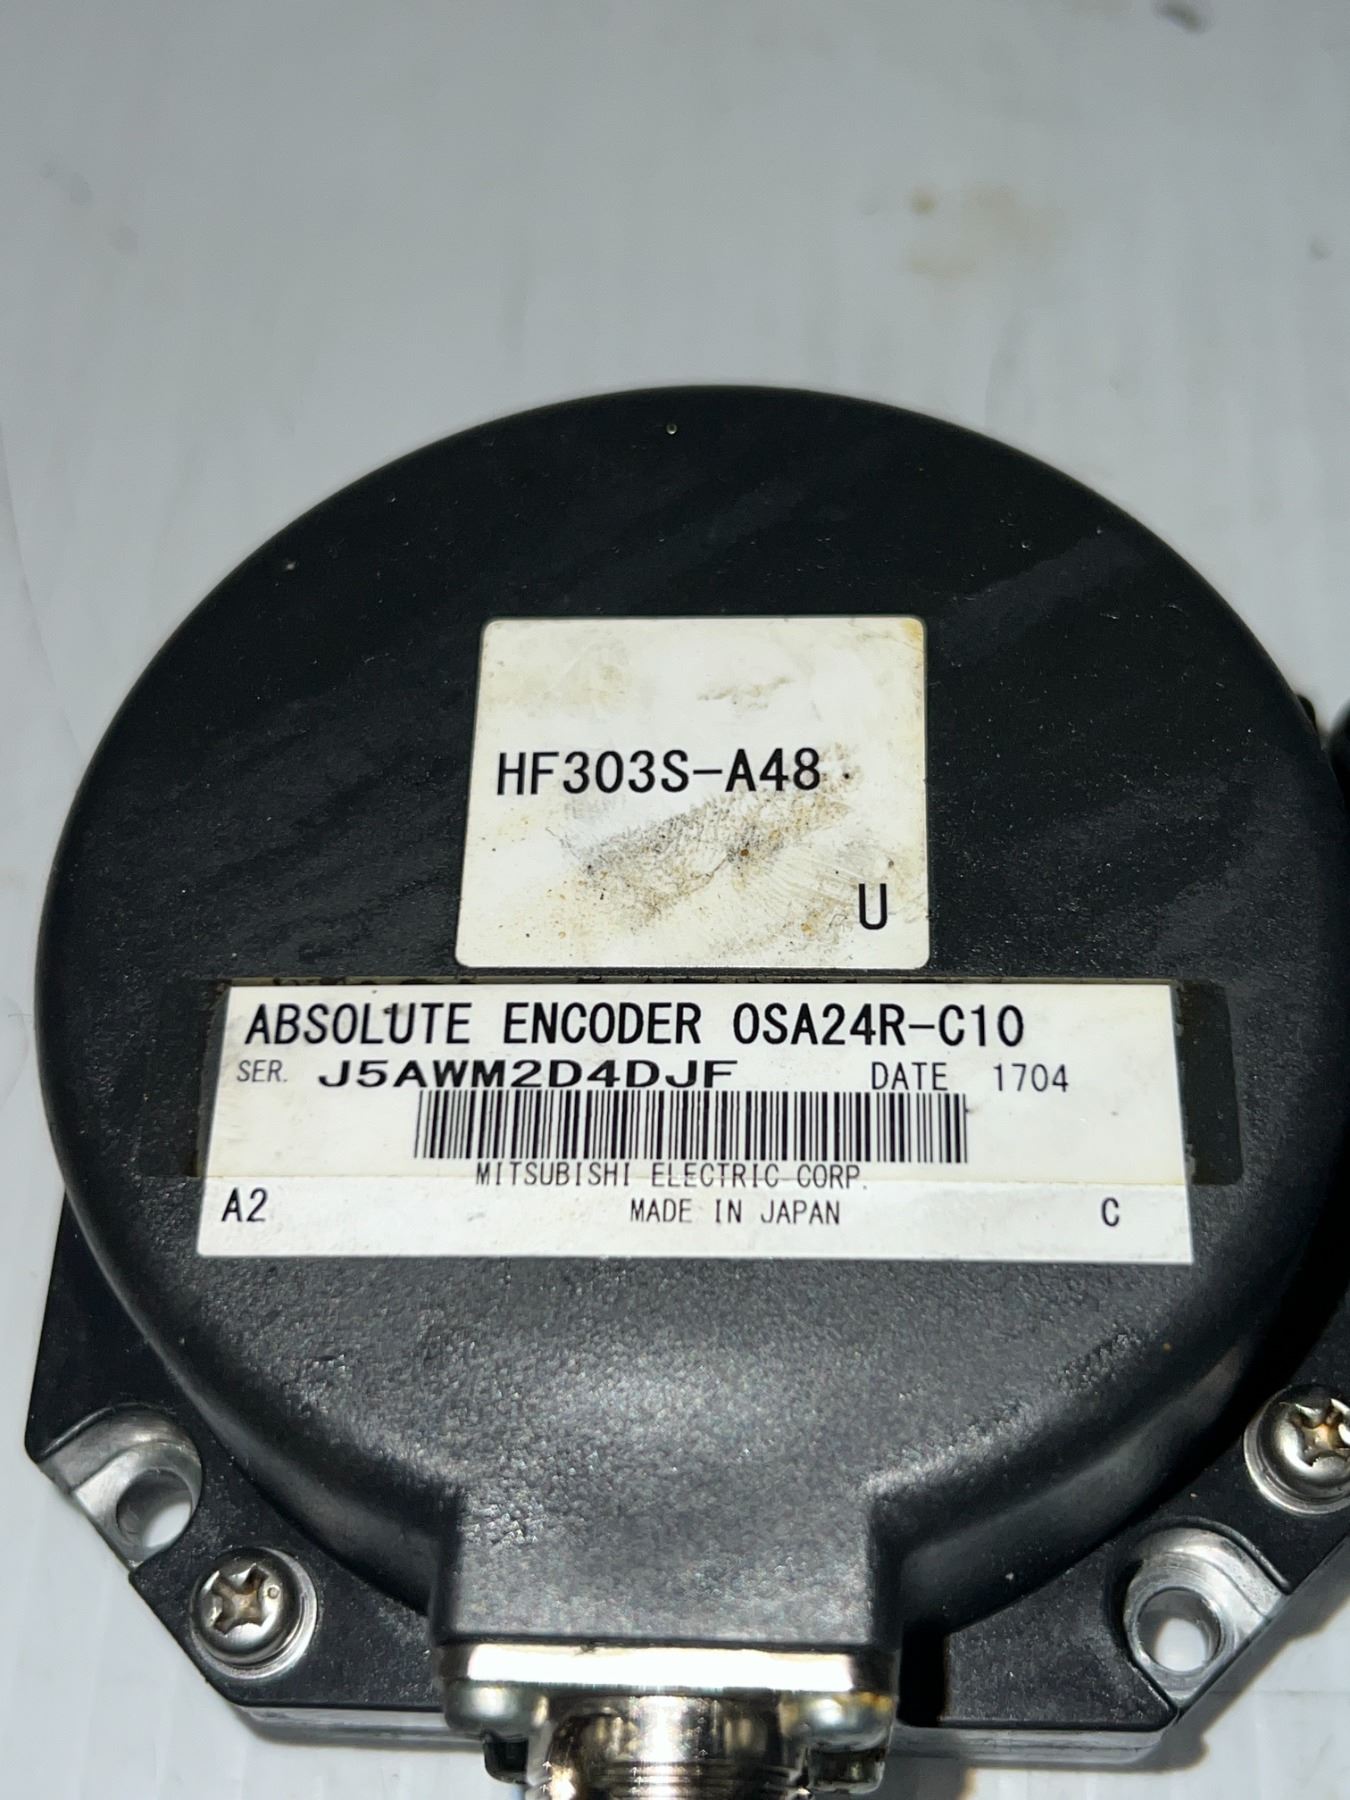 HF303S-A48
U
ABSOLUTE ENCODER OSA24R-C10
SER. J5AWM2D4DJF DATE 1704
MITSUBISHI ELECTRIC CORP.
A2 MADE IN JAPAN C